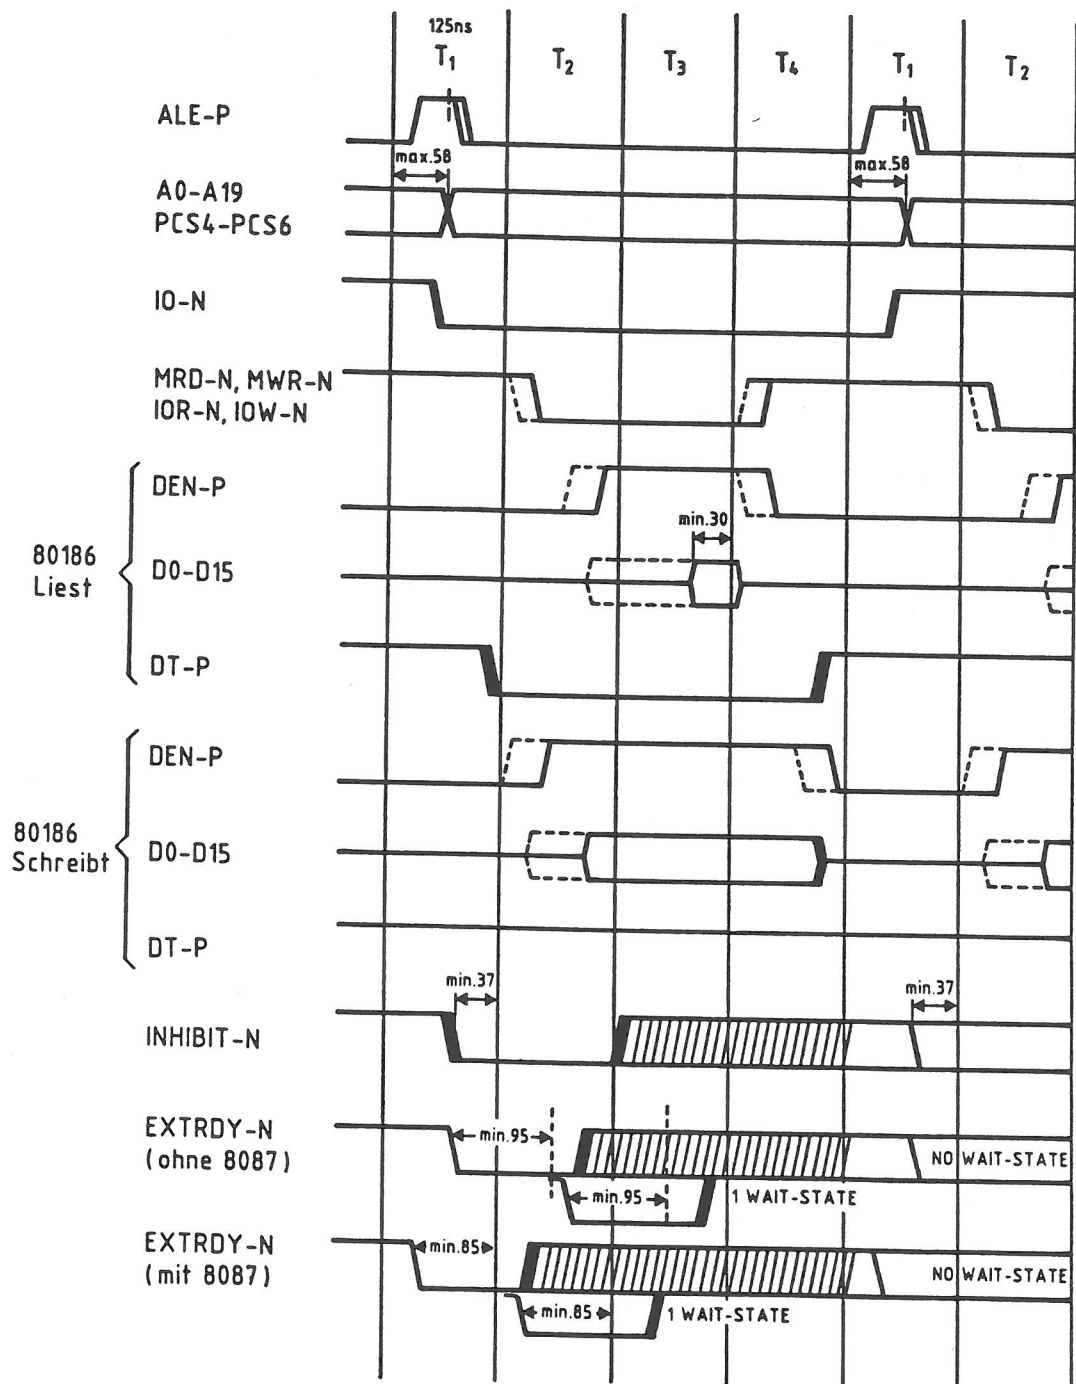 125ns
T1 T2 T3 T4 T1 T2
ALE-P
max.58 max.58
A0-A19
PCS4-PCS6
IO-N
MRD-N, MWR-N
IOR-N, IOW-N
DEN-P
min.30
80186
Liest
D0-D15
DT-P
DEN-P
80186
Schreibt
D0-D15
DT-P
min.37 min.37
INHIBIT-N
EXTRDY-N
(ohne 8087)
min.95
NO WAIT-STATE
min.95
1 WAIT-STATE
EXTRDY-N
(mit 8087)
min.85
NO WAIT-STATE
min.85
1 WAIT-STATE